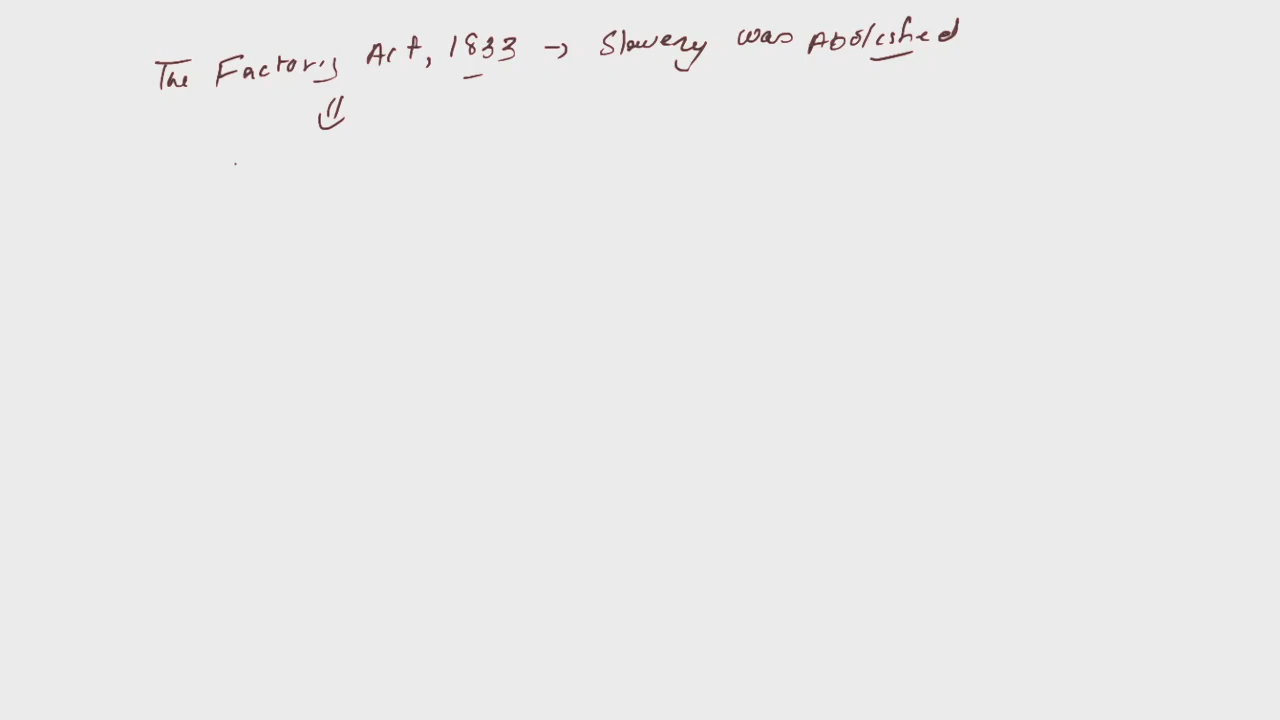 The Factory Act, 1833 → Slavery was Abolished